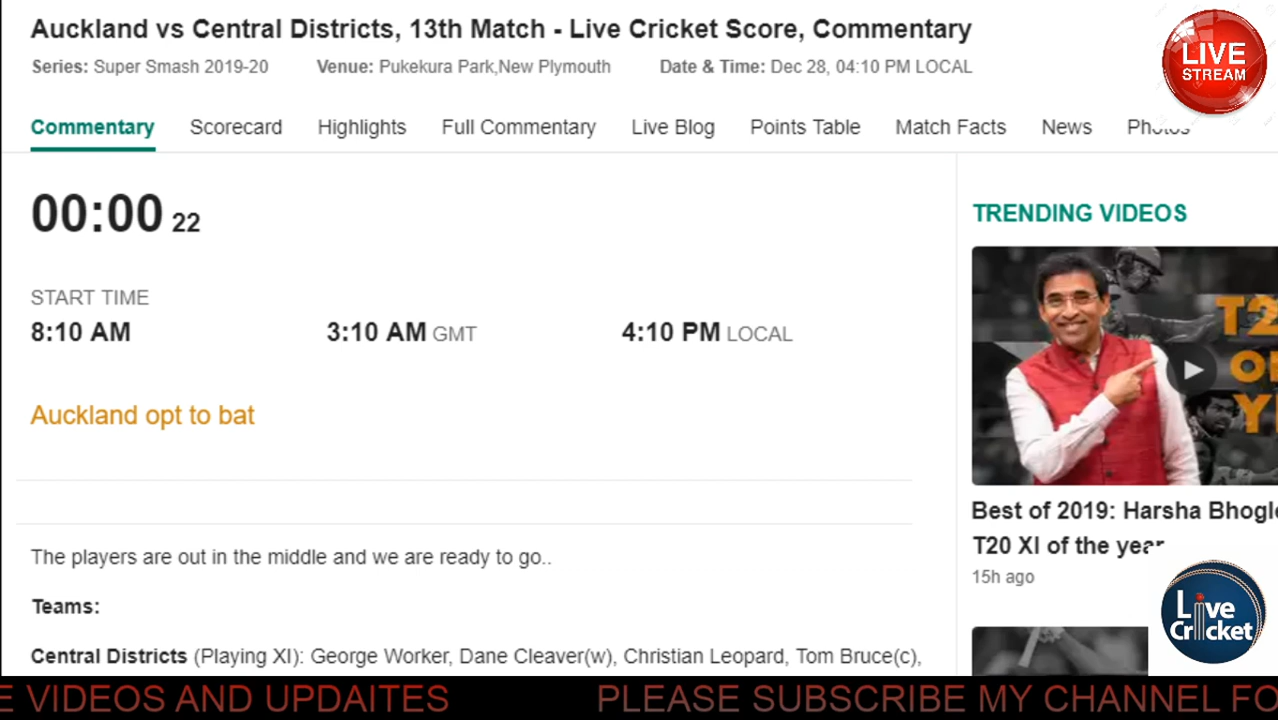 Auckland vs Central Districts, 13th Match - Live Cricket Score, Commentary
Series: Super Smash 2019-20 Venue: Pukekura Park,New Plymouth Date & Time: Dec 28, 04:10 PM LOCAL
LIVE
STREAM
Commentary Scorecard Highlights Full Commentary Live Blog Points Table Match Facts News Photos
00:00 22
TRENDING VIDEOS
START TIME
8:10 AM 3:10 AM GMT 4:10 PM LOCAL
Auckland opt to bat
T2
Best of 2019: Harsha Bhogle
T20 XI of the year
15h ago
The players are out in the middle and we are ready to go..
Teams:
Central Districts (Playing XI): George Worker, Dane Cleaver(w), Christian Leopard, Tom Bruce(c),
Live
Cricket
E VIDEOS AND UPDAITES PLEASE SUBSCRIBE MY CHANNEL FO